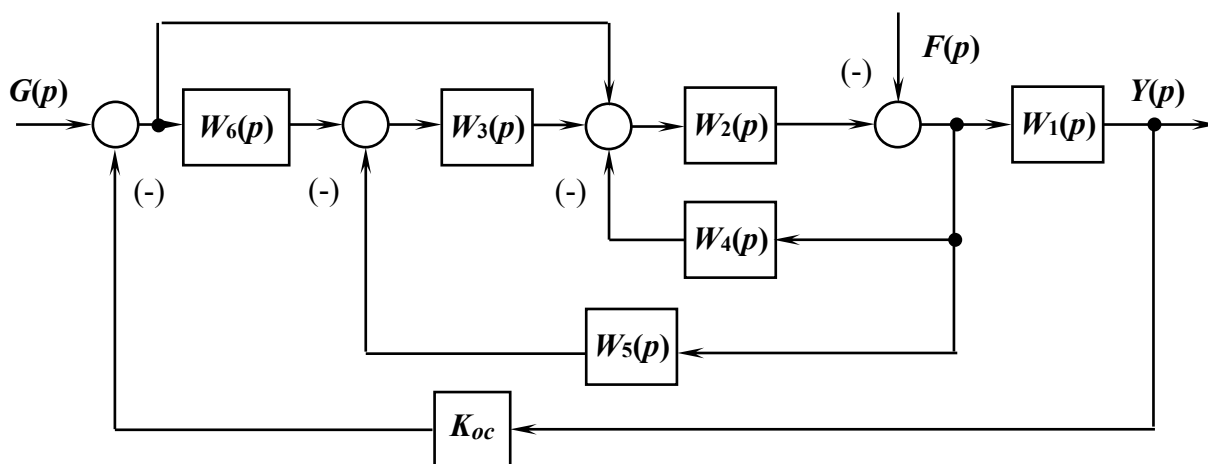 F(p)
(-)
G(p)
(-)
Y(p)
W6(p)
W3(p)
W2(p)
W1(p)
(-)
(-)
(-)
W4(p)
W5(p)
Koc